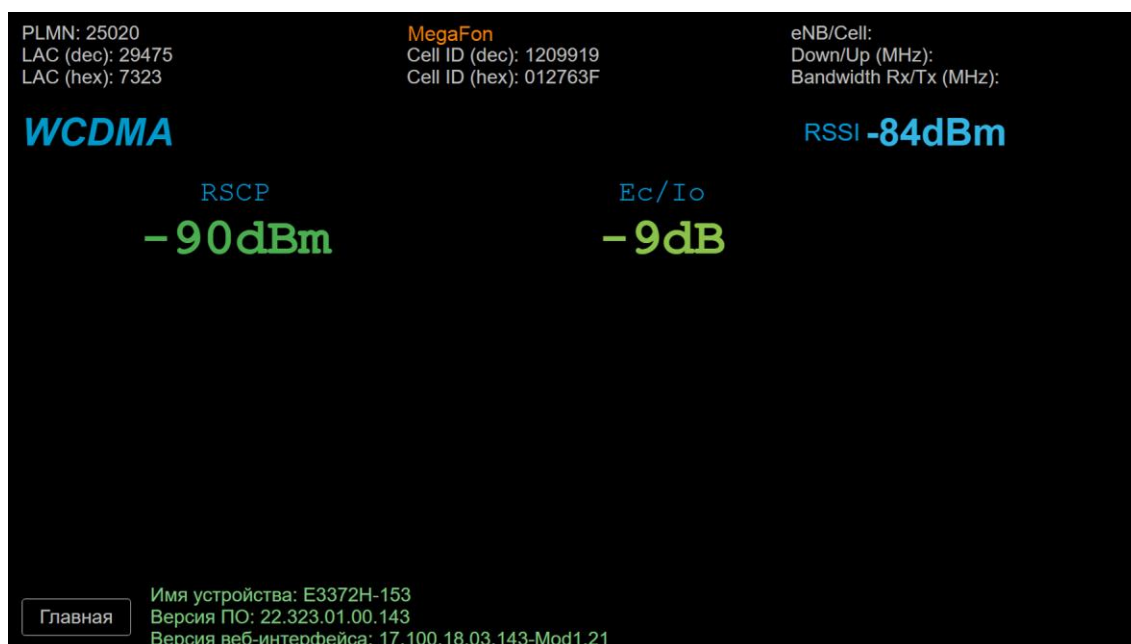 PLMN: 25020
LAC (dec): 29475
LAC (hex): 7323
MegaFon
Cell ID (dec): 1209919
Cell ID (hex): 012763F
eNB/Cell:
Down/Up (MHz):
Bandwidth Rx/Tx (MHz):
WCDMA
RSSI -84dBm
RSCP
-90dBm
Ec/Io
-9dB
Главная
Имя устройства: E3372H-153
Версия ПО: 22.323.01.00.143
Версия веб-интерфейса: 17.100.18.03.143-Mod1.21